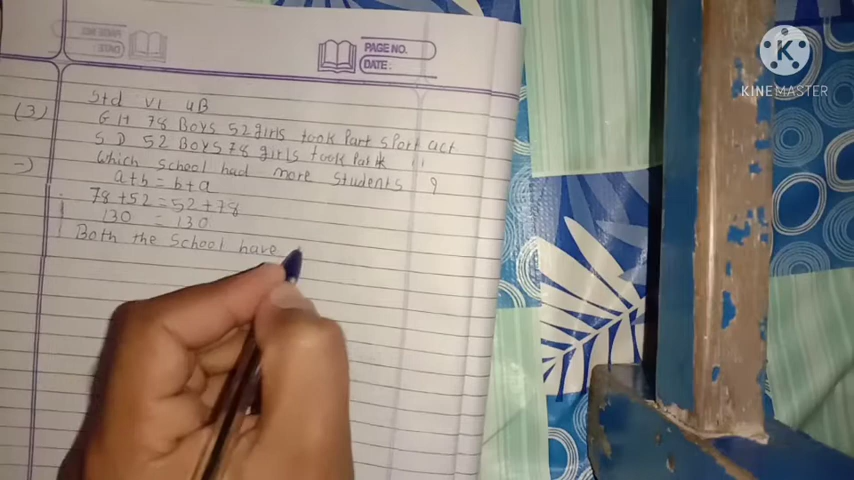 PAGE NO.
DATE:
KINEMASTER
Std VI 4B
(3) G H 78 Boys 52 girls took Part Sport act
S D 52 Boys 78 girls took Part " "
→) Which School had more Students ?
a+b = b+a
78+52 = 52+78
130 = 130
Both the School have